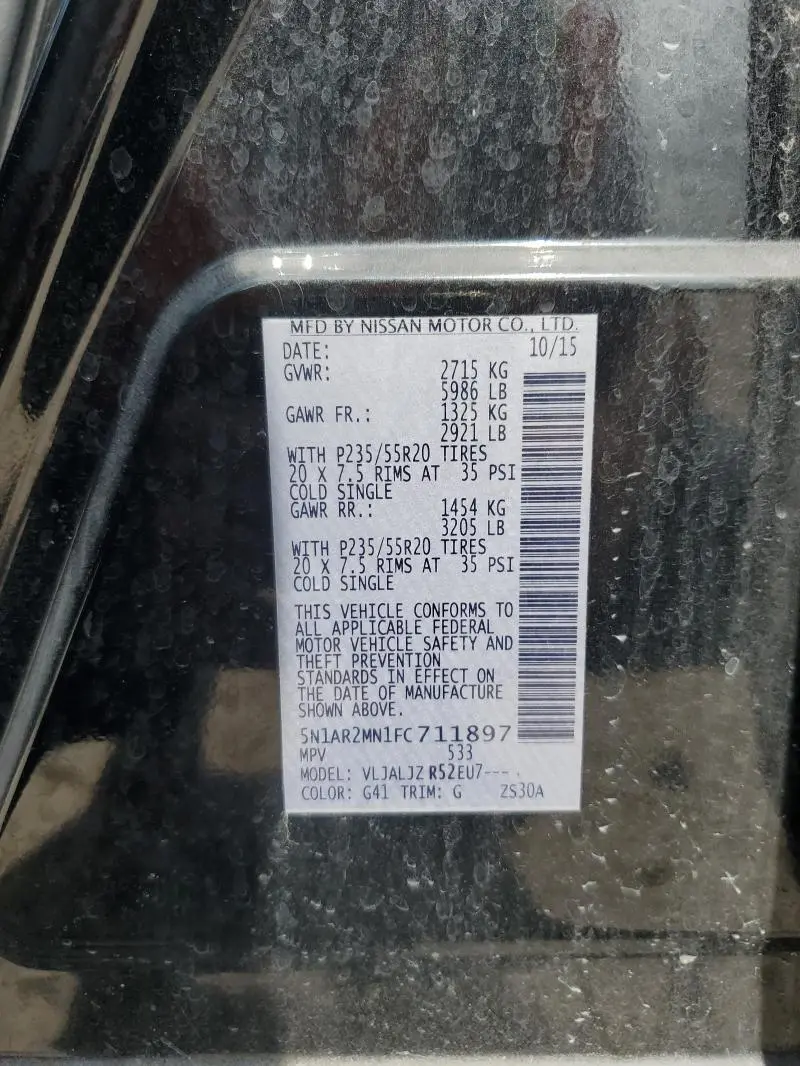 MFD BY NISSAN MOTOR CO., LTD.
DATE: 10/15
GVWR: 2715 KG
5986 LB
GAWR FR.: 1325 KG
2921 LB
WITH P235/55R20 TIRES
20 X 7.5 RIMS AT 35 PSI
COLD SINGLE
GAWR RR.: 1454 KG
3205 LB
WITH P235/55R20 TIRES
20 X 7.5 RIMS AT 35 PSI
COLD SINGLE
THIS VEHICLE CONFORMS TO
ALL APPLICABLE FEDERAL
MOTOR VEHICLE SAFETY AND
THEFT PREVENTION
STANDARDS IN EFFECT ON
THE DATE OF MANUFACTURE
SHOWN ABOVE.
5N1AR2MN1FC711897
MPV 533
MODEL: VLJALJZ R52EU7---
COLOR: G41 TRIM: G ZS30A